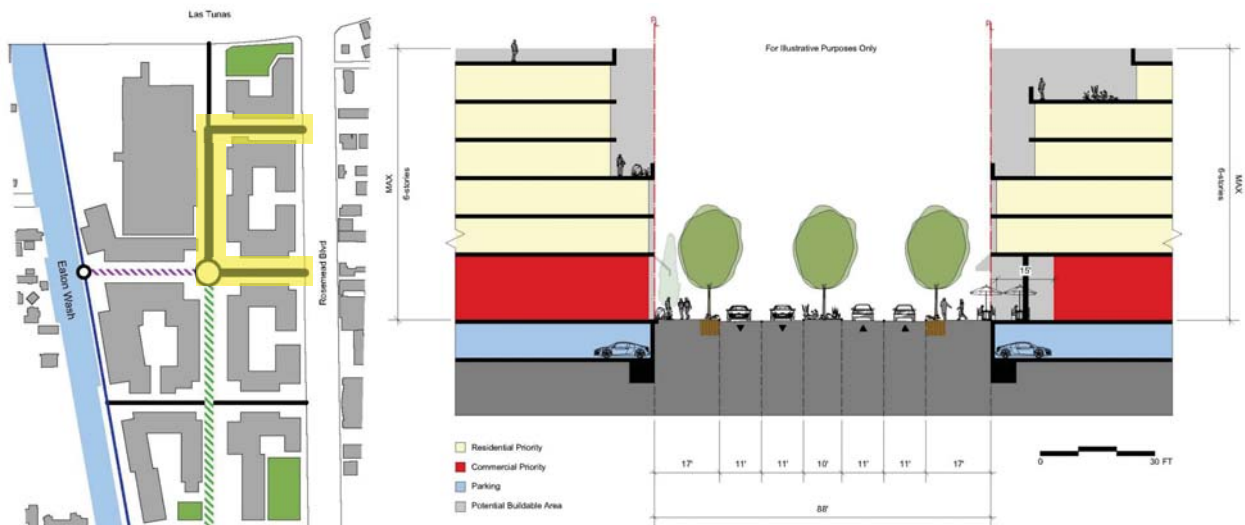 Las Tunas
Eaton Wash
Rosemead Blvd
For Illustrative Purposes Only
MAX
6-stories
MAX
6-stories
15'
Residential Priority
Commercial Priority
Parking
Potential Buildable Area
17'
11'
11'
10'
11'
11'
17'
88'
0
30 FT